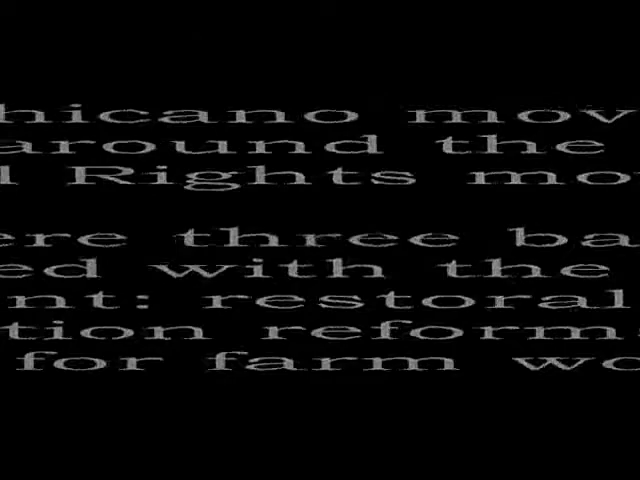 hicano mov
around the
l Rights mo
ere three ba
ed with the
nt: restoral
tion reform
for farm wo